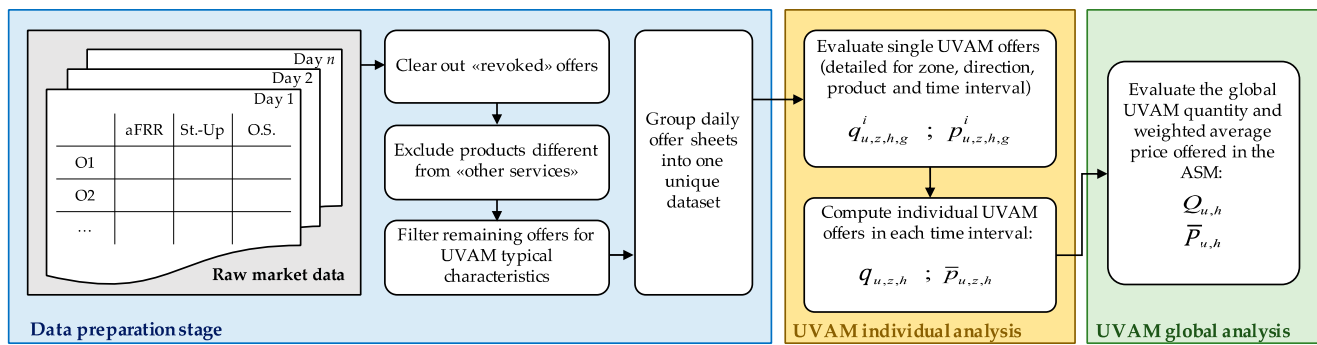 Day n
Day 2
Day 1
aFRR St.-Up O.S.
O1
O2
...
Raw market data
Clear out «revoked» offers
Exclude products different
from «other services»
Filter remaining offers for
UVAM typical
characteristics
Group daily
offer sheets
into one
unique
dataset
Data preparation stage
Evaluate single UVAM offers
(detailed for zone, direction,
product and time interval)
q^i_{u,z,h,g} ; p^i_{u,z,h,g}
Compute individual UVAM
offers in each time interval:
q_{u,z,h} ; p̅_{u,z,h}
UVAM individual analysis
Evaluate the global
UVAM quantity and
weighted average
price offered in the
ASM:
Q_{u,h}
P̅_{u,h}
UVAM global analysis